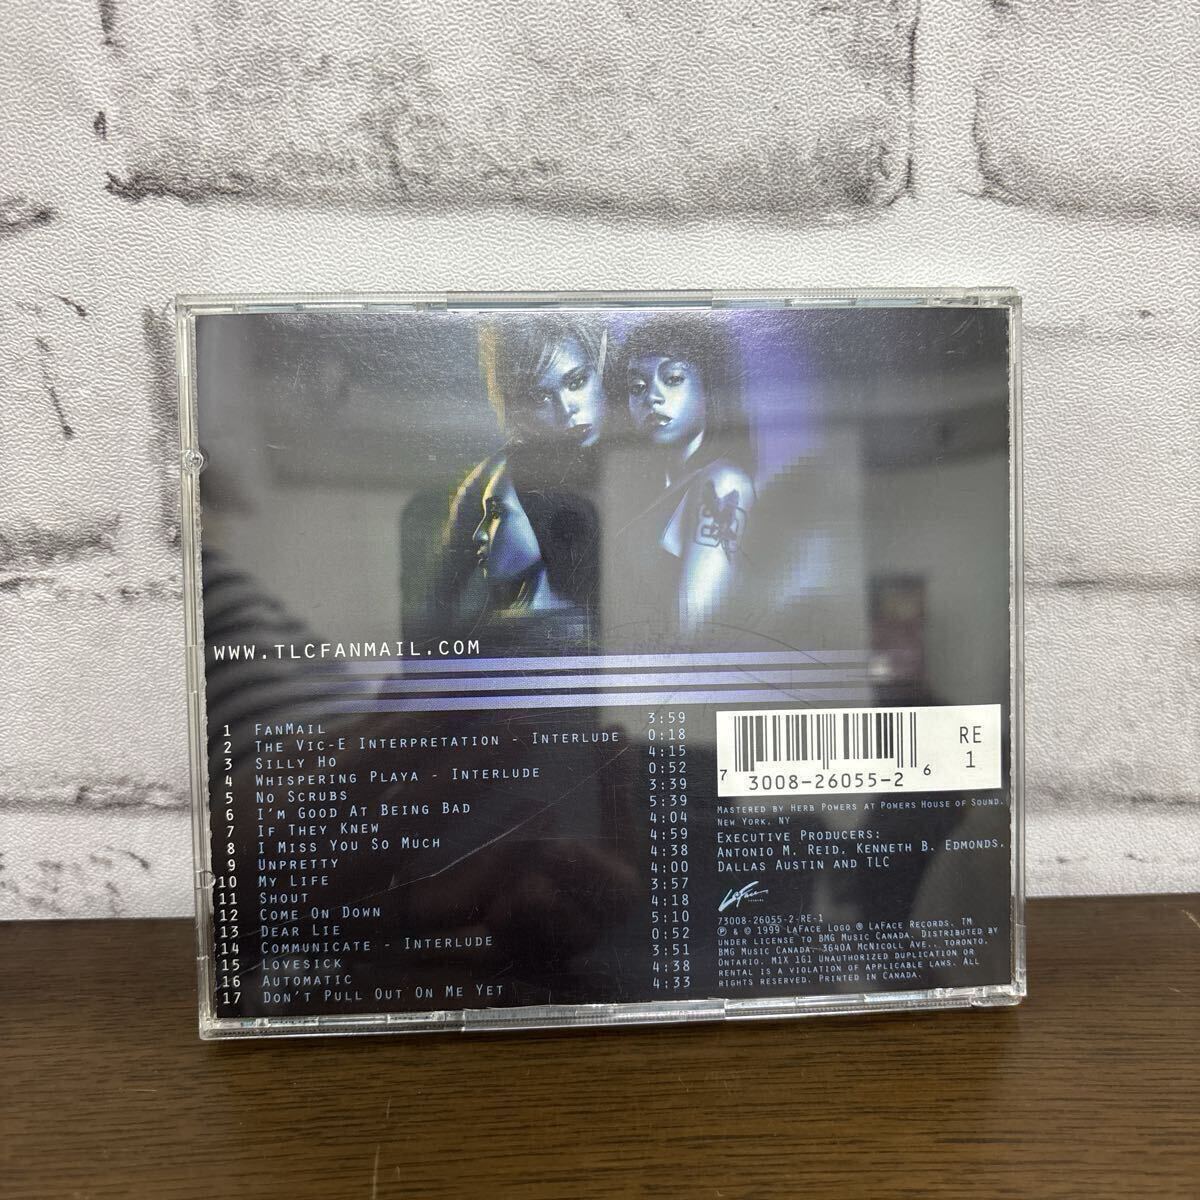 WWW.TLCFANMAIL.COM
1 FANMAIL 3:59
2 THE VIC-E INTERPRETATION - INTERLUDE 0:18
3 SILLY HO 4:15
4 WHISPERING PLAYA - INTERLUDE 0:52
5 NO SCRUBS 3:39
6 I'M GOOD AT BEING BAD 5:39
7 IF THEY KNEW 4:04
8 I MISS YOU SO MUCH 4:59
9 UNPRETTY 4:38
10 MY LIFE 4:00
11 SHOUT 3:57
12 COME ON DOWN 4:18
13 DEAR LIE 5:10
14 COMMUNICATE - INTERLUDE 0:52
15 LOVESICK 3:51
16 AUTOMATIC 4:38
17 DON'T PULL OUT ON ME YET 4:33
7 3008-26055-2 6
RE
1
MASTERED BY HERB POWERS AT POWERS HOUSE OF SOUND.
NEW YORK, NY
EXECUTIVE PRODUCERS:
ANTONIO M. REID, KENNETH B. EDMONDS,
DALLAS AUSTIN AND TLC
LaFace
RECORDS
73008-26055-2-RE-1
℗ & © 1999 LAFACE LOGO ® LAFACE RECORDS, TM
UNDER LICENSE TO BMG MUSIC CANADA. DISTRIBUTED BY
BMG MUSIC CANADA. 3640A MCNICOLL AVE., TORONTO,
ONTARIO. M1X 1G1 UNAUTHORIZED DUPLICATION OR
RENTAL IS A VIOLATION OF APPLICABLE LAWS. ALL
RIGHTS RESERVED. PRINTED IN CANADA.